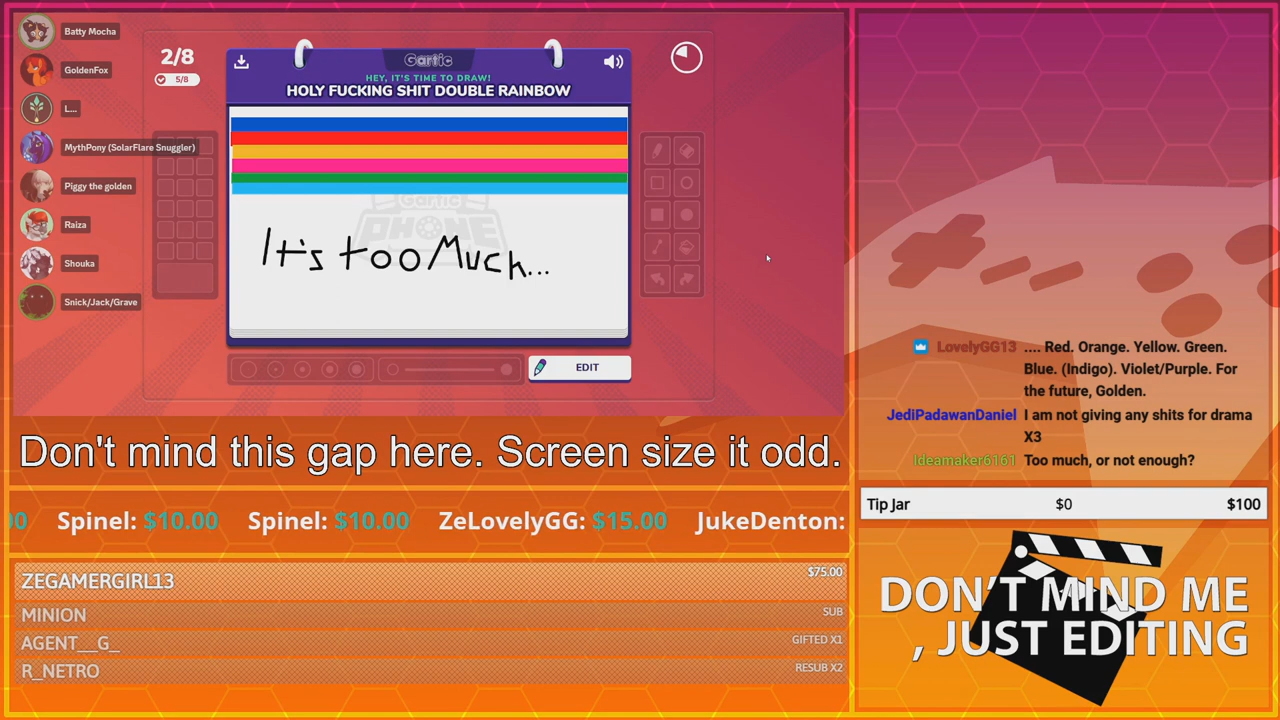 Batty Mocha
GoldenFox
L...
MythPony (SolarFlare Snuggler)
Piggy the golden
Raiza
Shouka
Snick/Jack/Grave
2/8
5/8
Gartic
HEY, IT'S TIME TO DRAW!
HOLY FUCKING SHIT DOUBLE RAINBOW
Gartic
PHONE
It's too Much...
EDIT
Don't mind this gap here. Screen size it odd.
00 Spinel: $10.00 Spinel: $10.00 ZeLovelyGG: $15.00 JukeDenton:
ZEGAMERGIRL13 $75.00
MINION SUB
AGENT__G_ GIFTED X1
R_NETRO RESUB X2
LovelyGG13 .... Red. Orange. Yellow. Green.
Blue. (Indigo). Violet/Purple. For
the future, Golden.
JediPadawanDaniel I am not giving any shits for drama
X3
Ideamaker6161 Too much, or not enough?
Tip Jar $0 $100
DON'T MIND ME
, JUST EDITING